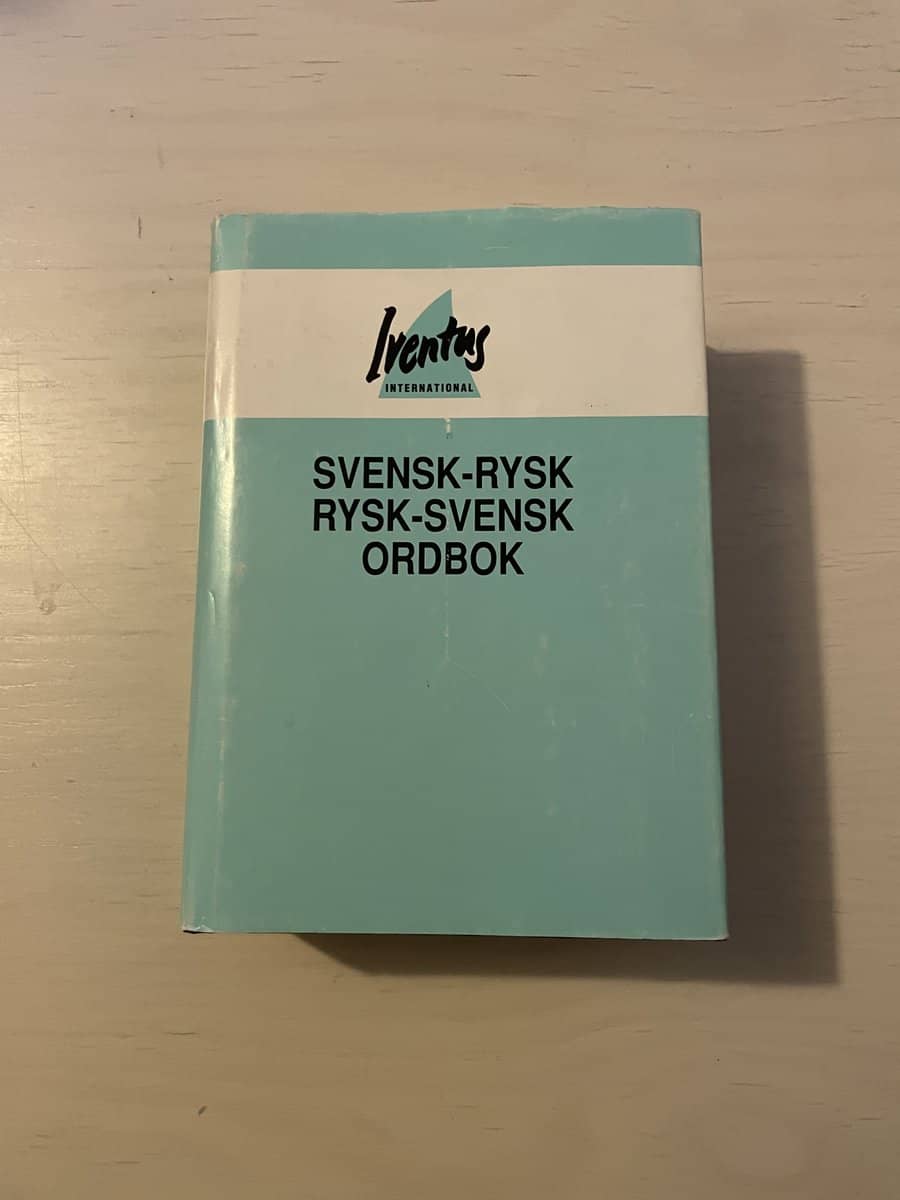 Iventus
INTERNATIONAL
SVENSK-RYSK
RYSK-SVENSK
ORDBOK